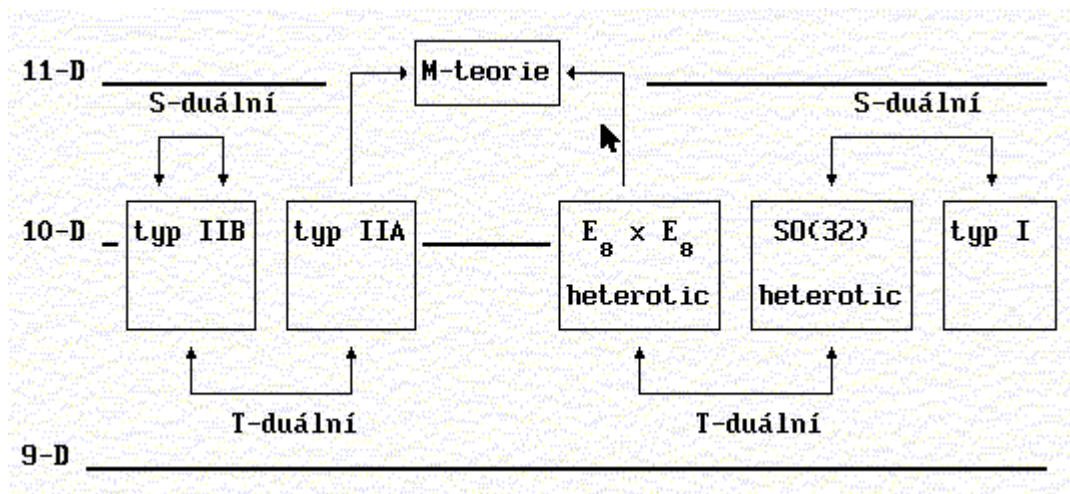 11-D M-teorie
S-duální S-duální
10-D typ IIB typ IIA E₈ x E₈ SO(32) typ I
heterotic heterotic
T-duální T-duální
9-D